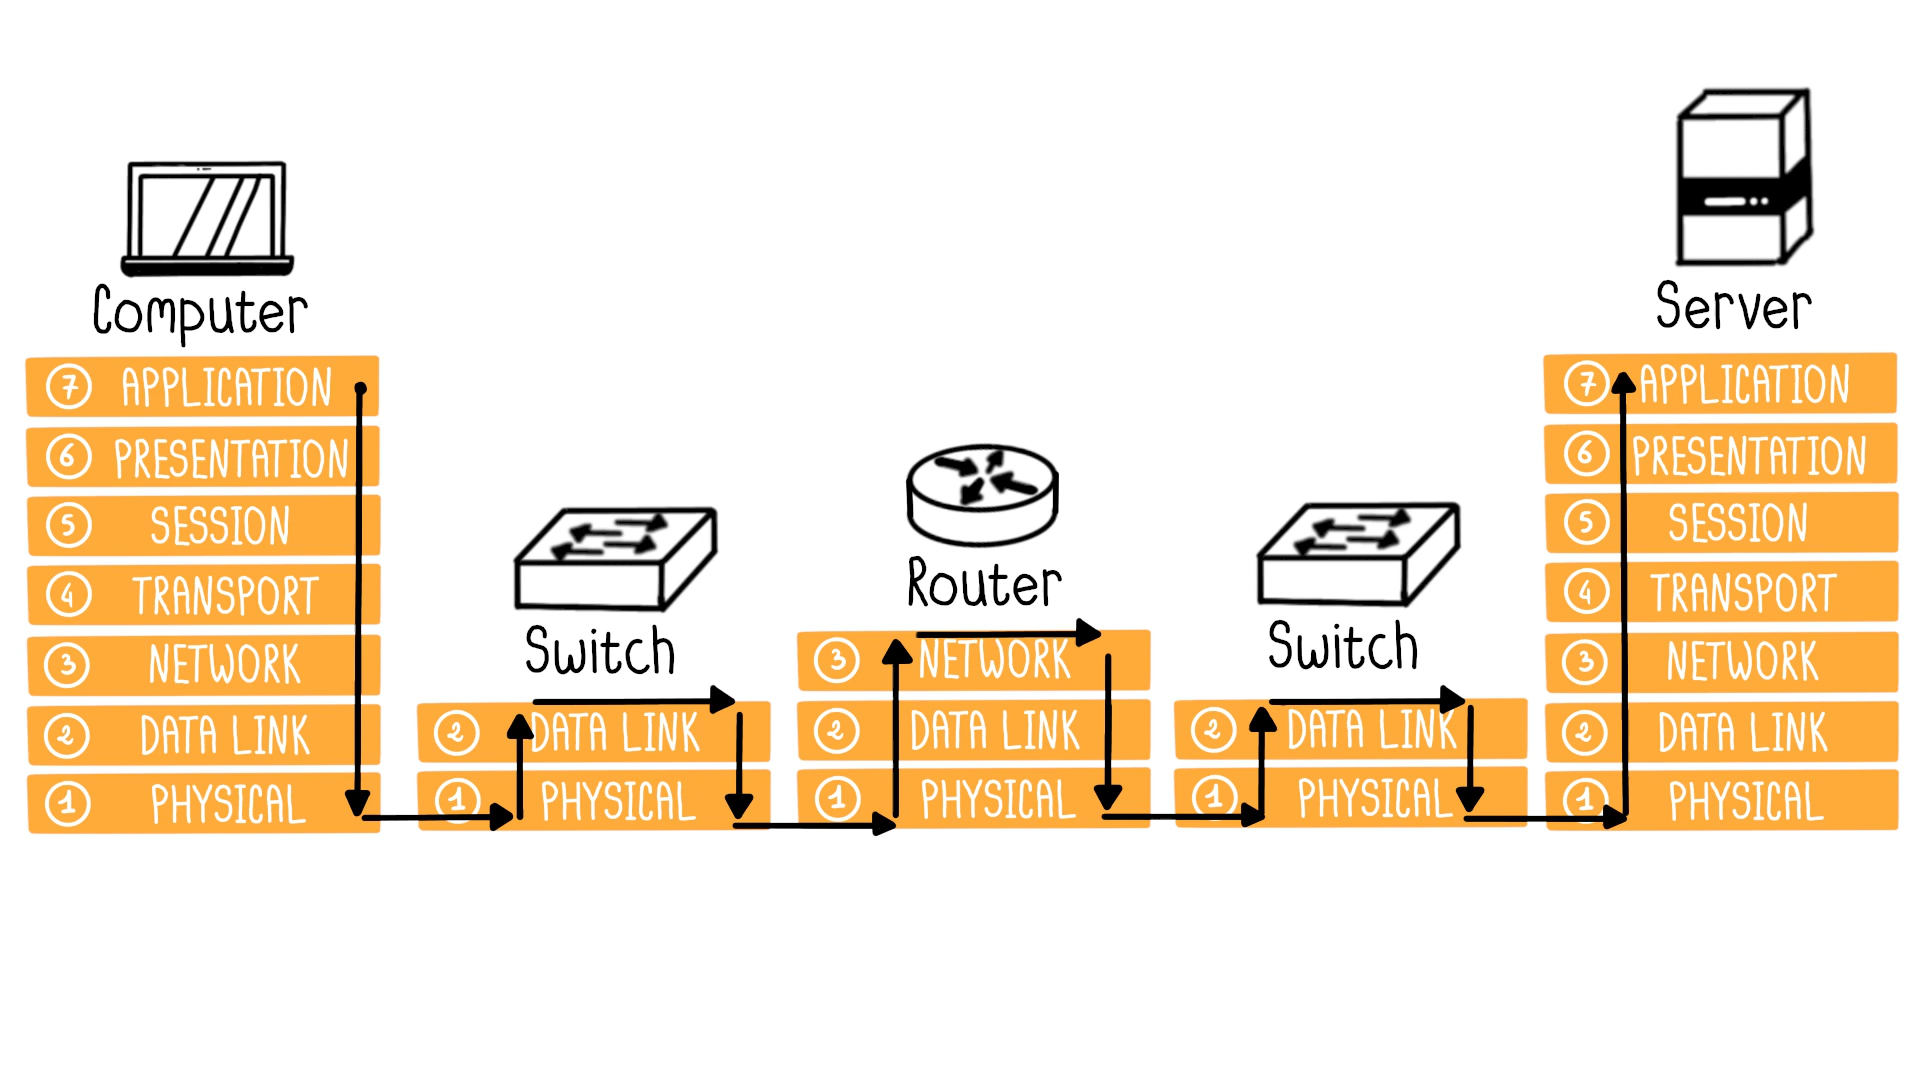 Computer
7 APPLICATION
6 PRESENTATION
5 SESSION
4 TRANSPORT
3 NETWORK
2 DATA LINK
1 PHYSICAL
Switch
2 DATA LINK
1 PHYSICAL
Router
3 NETWORK
2 DATA LINK
1 PHYSICAL
Switch
2 DATA LINK
1 PHYSICAL
Server
7 APPLICATION
6 PRESENTATION
5 SESSION
4 TRANSPORT
3 NETWORK
2 DATA LINK
1 PHYSICAL